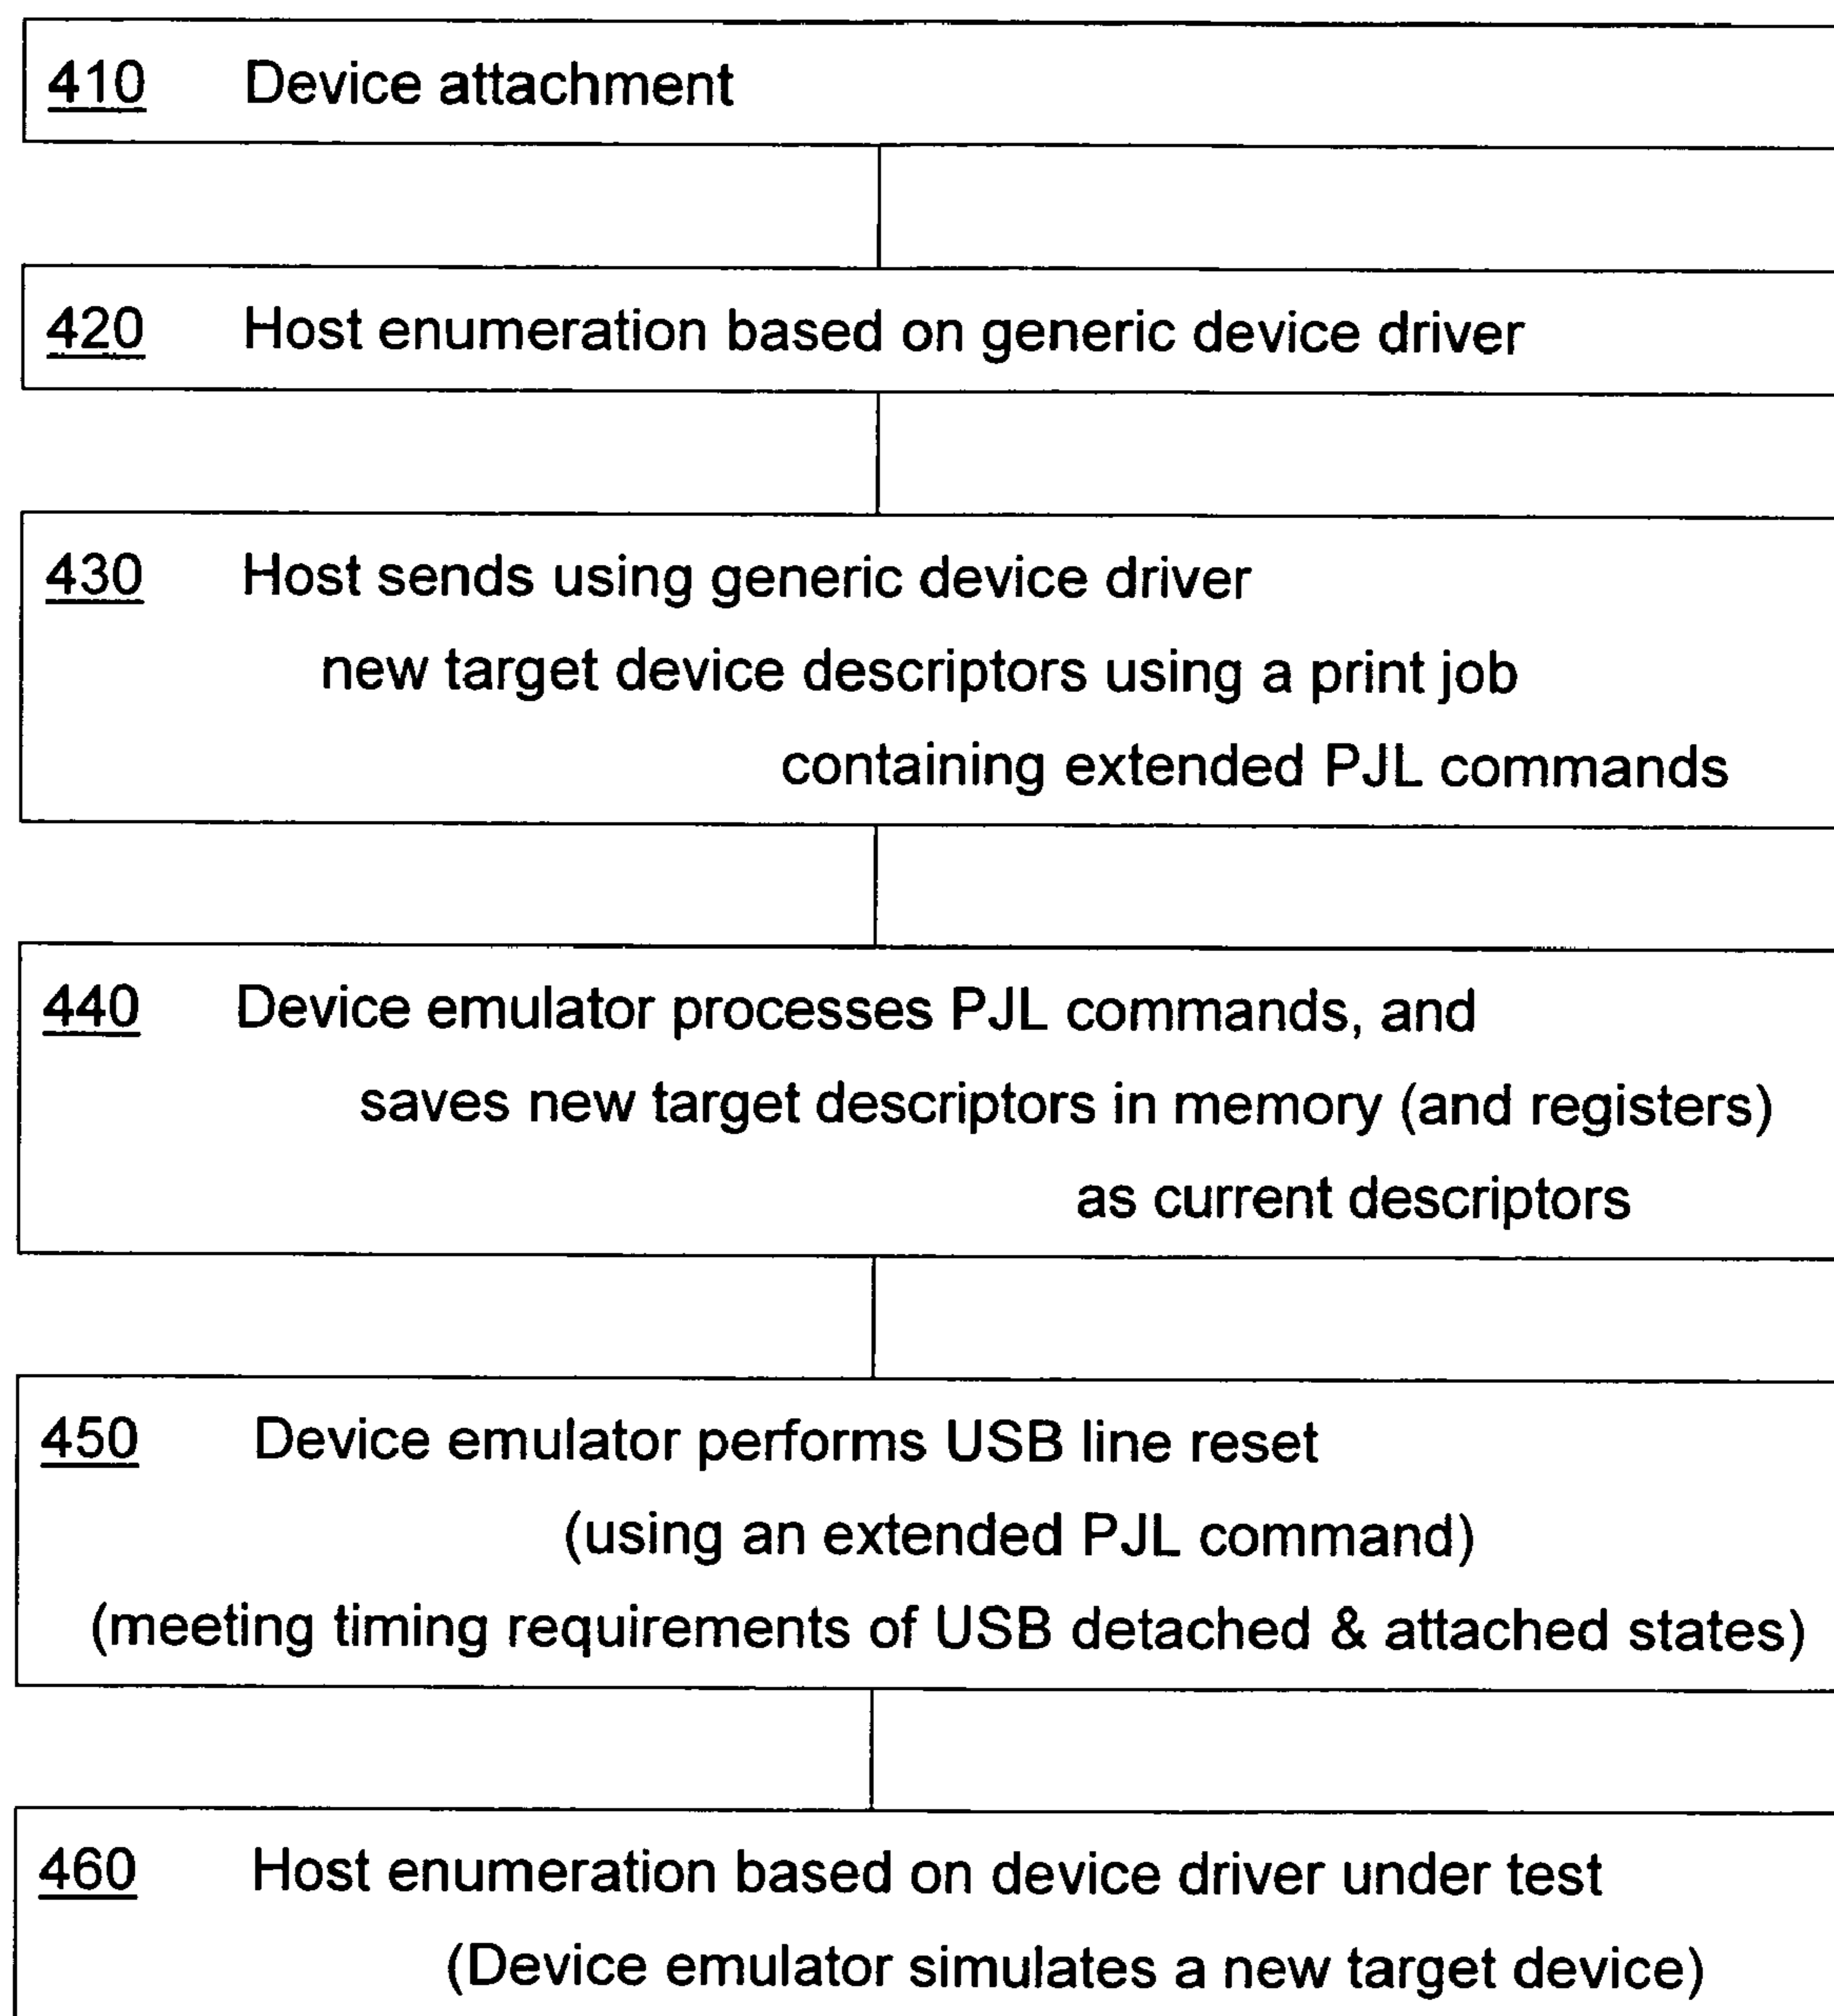 410 Device attachment
420 Host enumeration based on generic device driver
430 Host sends using generic device driver
new target device descriptors using a print job
containing extended PJL commands
440 Device emulator processes PJL commands, and
saves new target descriptors in memory (and registers)
as current descriptors
450 Device emulator performs USB line reset
(using an extended PJL command)
(meeting timing requirements of USB detached & attached states)
460 Host enumeration based on device driver under test
(Device emulator simulates a new target device)